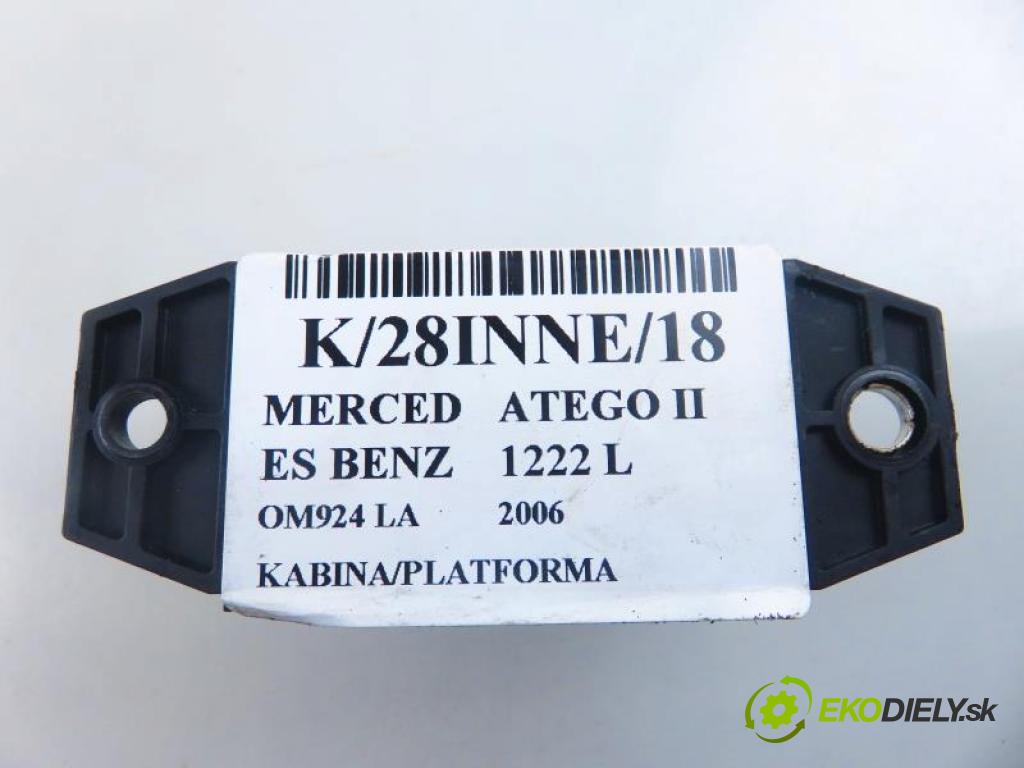 K/28INNE/18
MERCED ATEGO II
ES BENZ 1222 L
OM924 LA 2006
KABINA/PLATFORMA
EKODIELY.sk